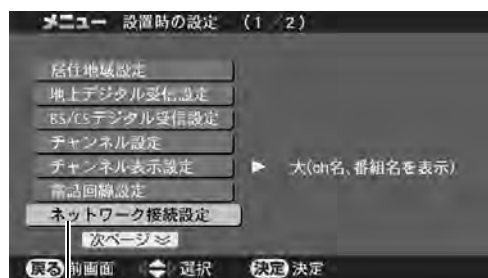 メニュー 設置時の設定 (1/2)
居住地域設定
地上デジタル受信設定
BS/CSデジタル受信設定
チャンネル設定
チャンネル表示設定 ▶ 大(ch名、番組名を表示)
電話回線設定
ネットワーク接続設定
次ページ
戻る 前画面 選択 決定 決定